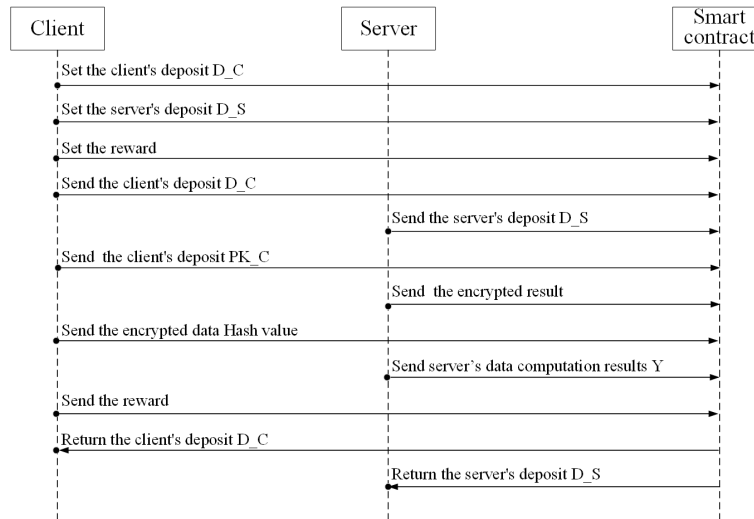 Client
Server
Smart
contract
Set the client's deposit D_C
Set the server's deposit D_S
Set the reward
Send the client's deposit D_C
Send the server's deposit D_S
Send the client's deposit PK_C
Send the encrypted result
Send the encrypted data Hash value
Send server's data computation results Y
Send the reward
Return the client's deposit D_C
Return the server's deposit D_S